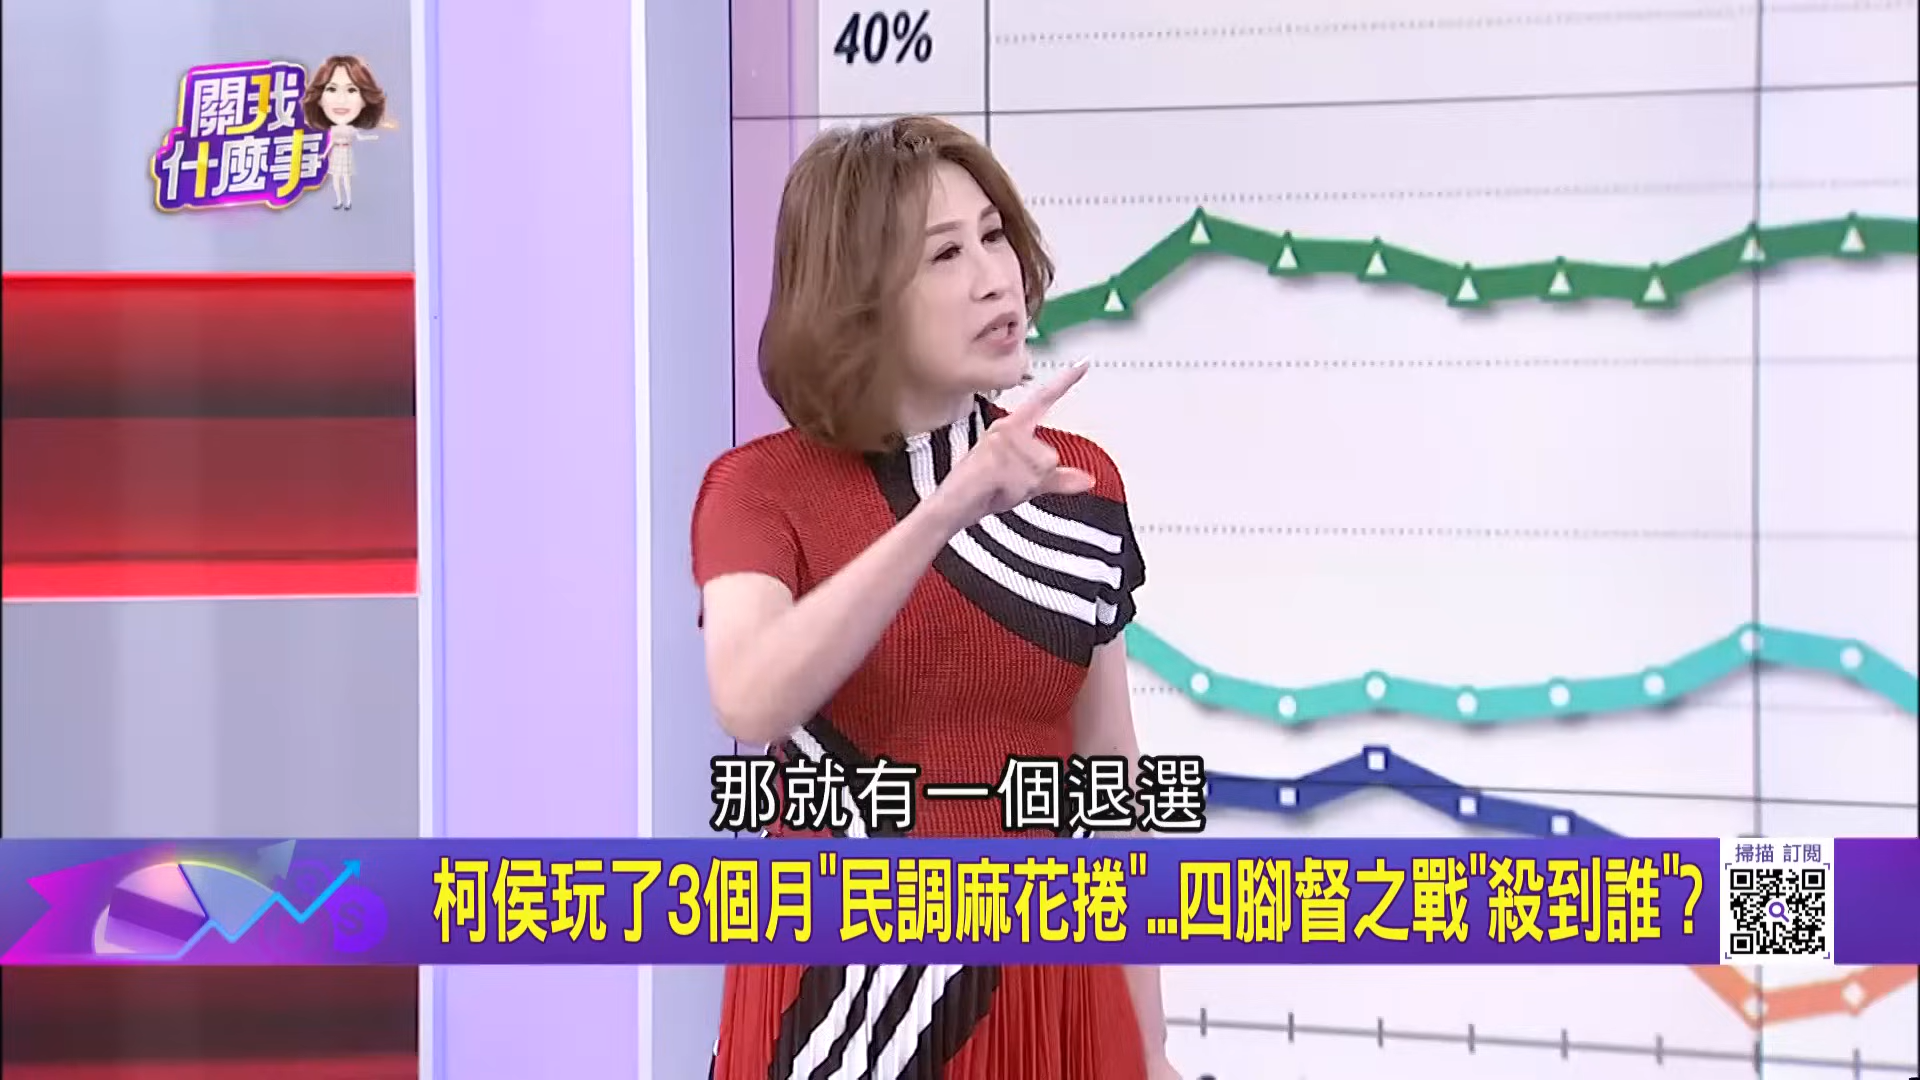 40%
關我
什麼事
那就有一個退選
柯侯玩了3個月"民調麻花捲"...四腳督之戰"殺到誰"?
掃描 訂閱